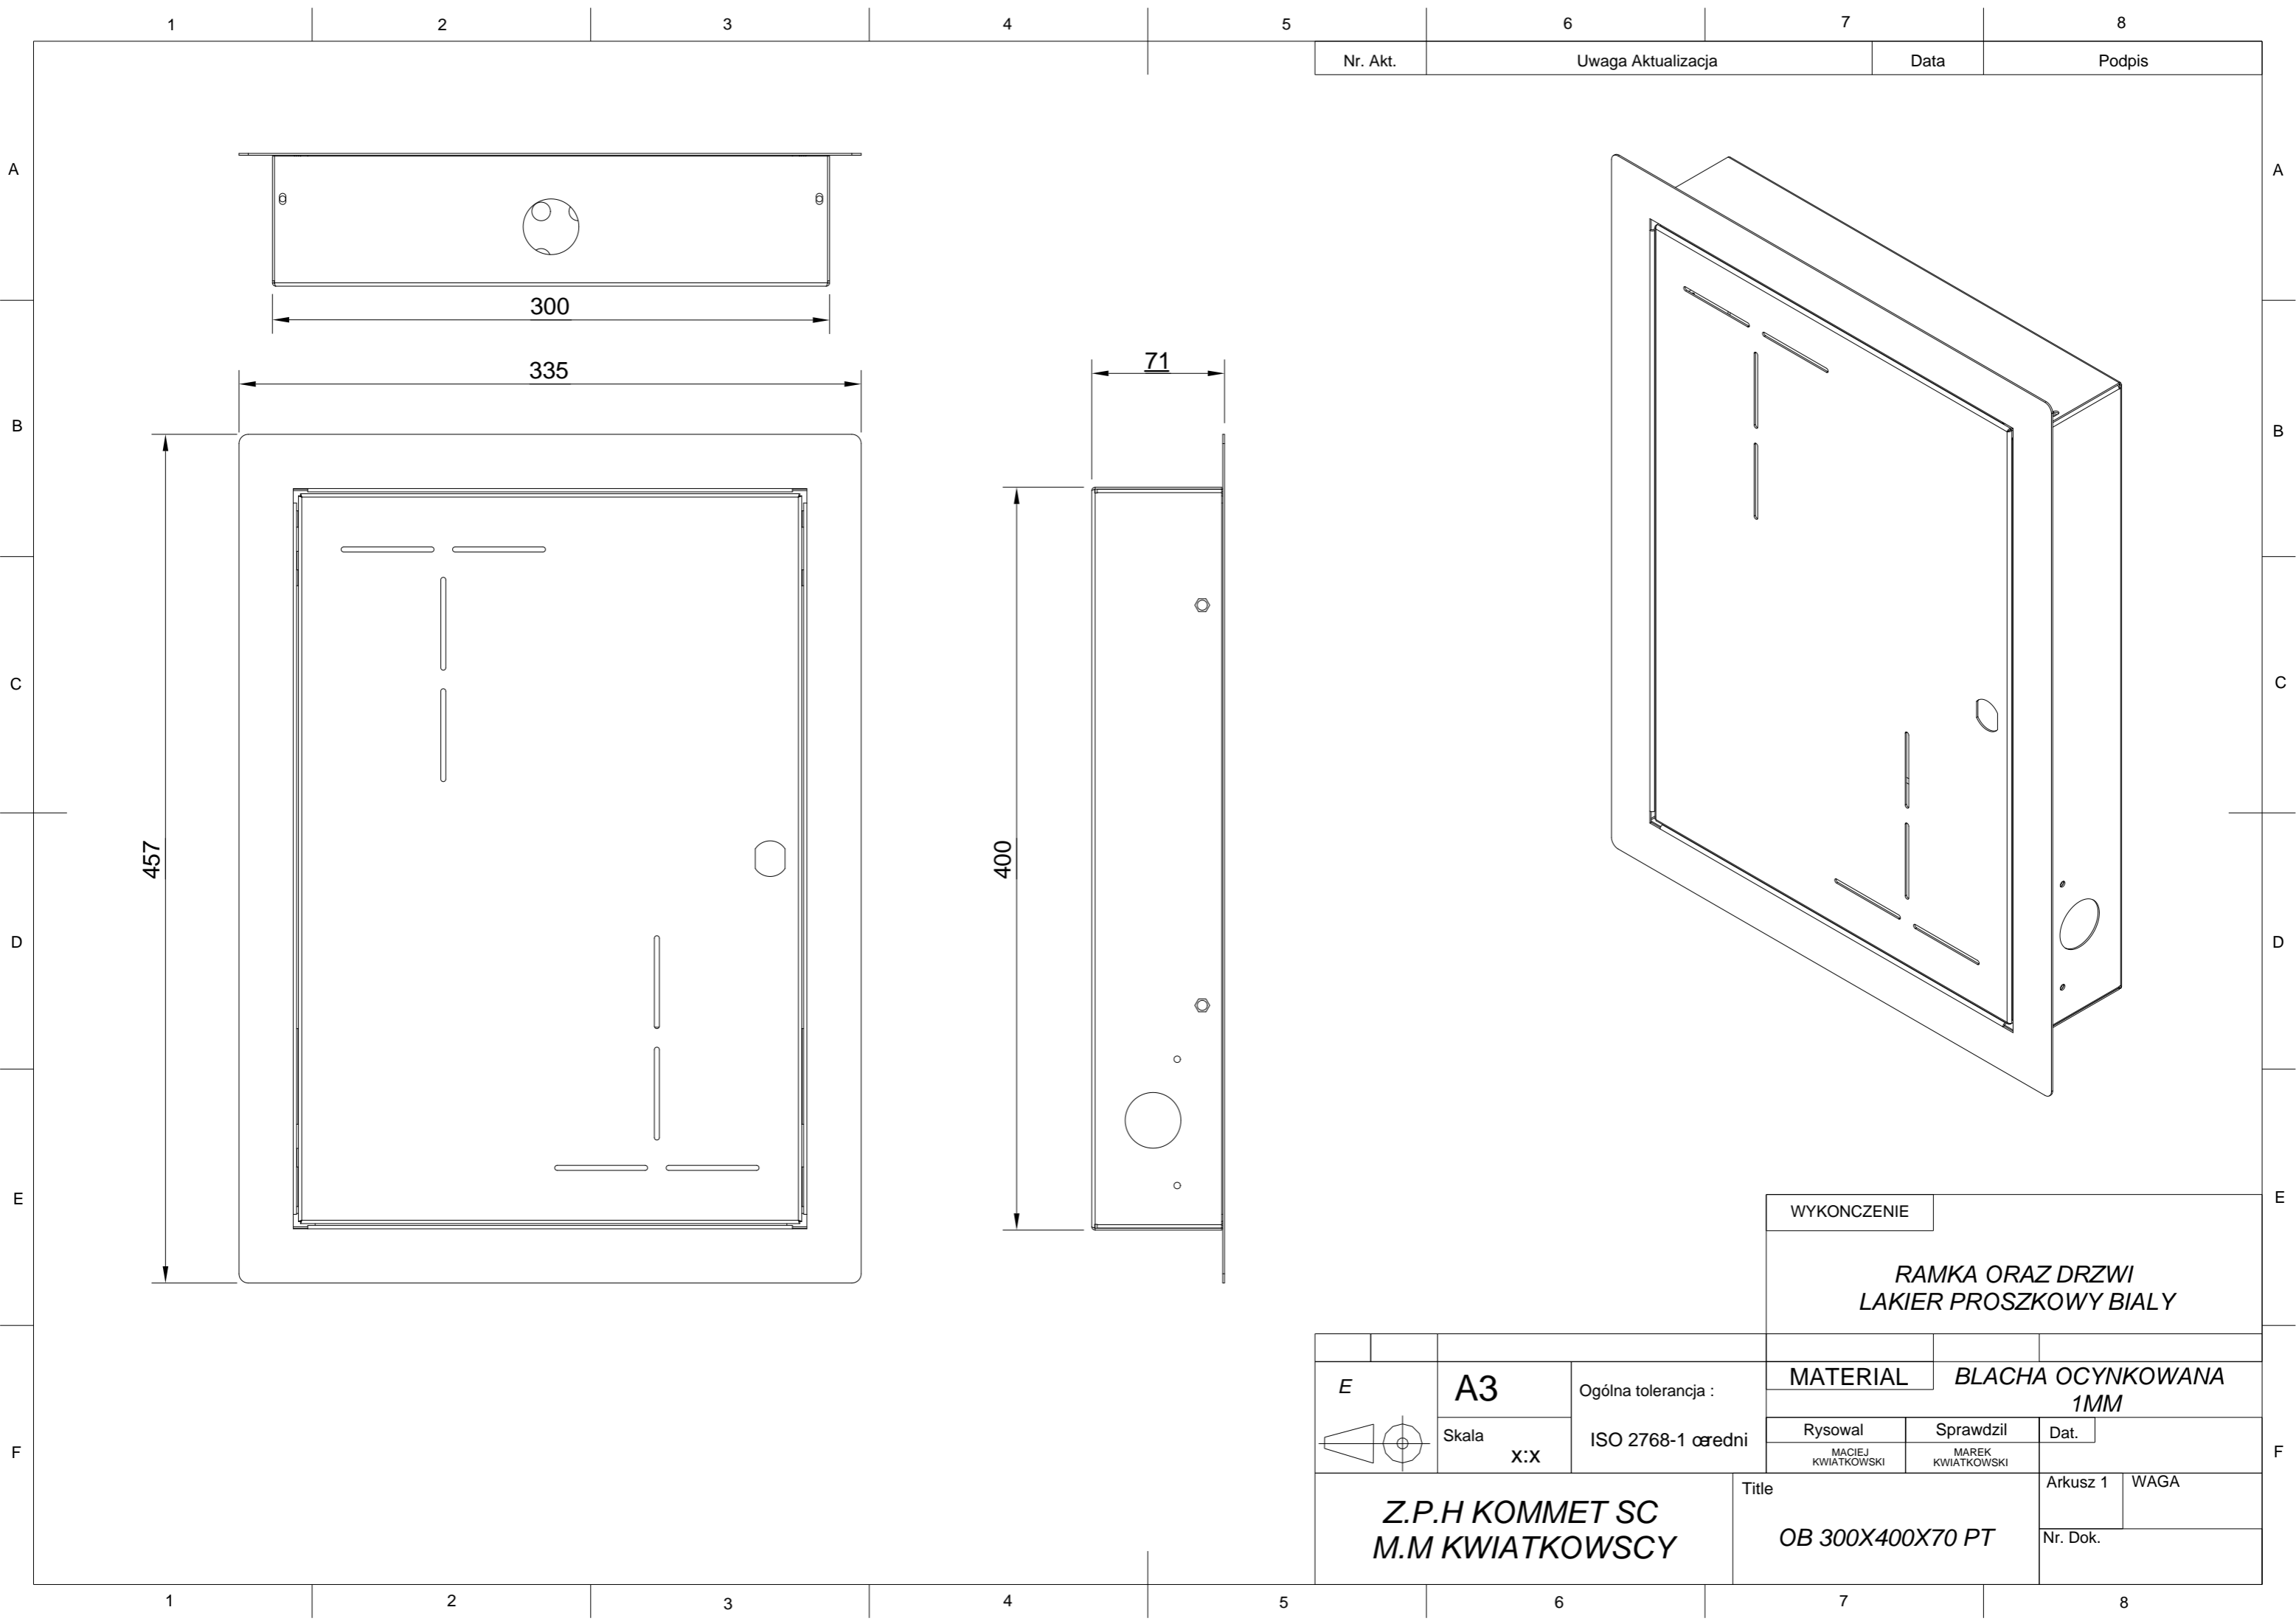 1 2 3 4 5 6 7 8
Nr. Akt. Uwaga Aktualizacja Data Podpis
A A
300
335
71
B B
C C
457
400
D D
E E
WYKONCZENIE
RAMKA ORAZ DRZWI
LAKIER PROSZKOWY BIALY
E
A3
Ogólna tolerancja :
MATERIAL
BLACHA OCYNKOWANA
1MM
Skala
x:x
ISO 2768-1 œredni
Rysowal
MACIEJ
KWIATKOWSKI
Sprawdzil
MAREK
KWIATKOWSKI
Dat.
F F
Z.P.H KOMMET SC
M.M KWIATKOWSCY
Title
OB 300X400X70 PT
Arkusz 1
WAGA
Nr. Dok.
1 2 3 4 5 6 7 8